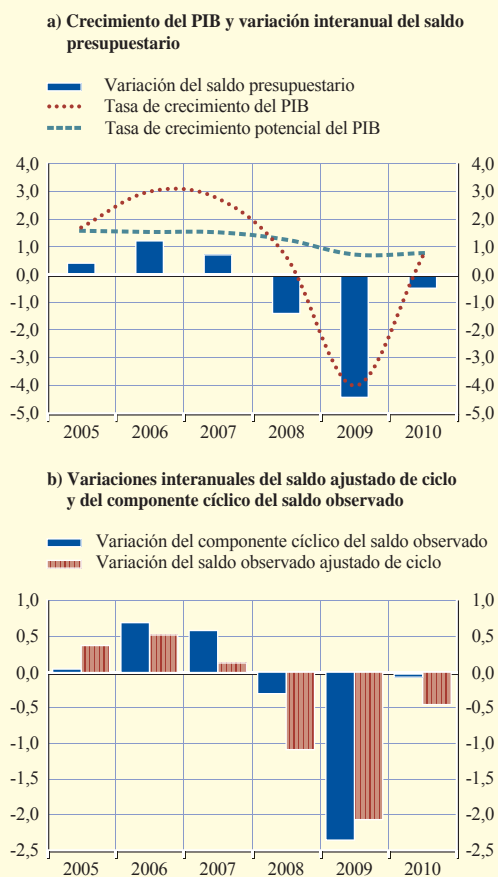 a) Crecimiento del PIB y variación interanual del saldo
presupuestario
Variación del saldo presupuestario
Tasa de crecimiento del PIB
Tasa de crecimiento potencial del PIB
4,0 4,0
3,0 3,0
2,0 2,0
1,0 1,0
0,0 0,0
-1,0 -1,0
-2,0 -2,0
-3,0 -3,0
-4,0 -4,0
-5,0 -5,0
2005 2006 2007 2008 2009 2010
b) Variaciones interanuales del saldo ajustado de ciclo
y del componente cíclico del saldo observado
Variación del componente cíclico del saldo observado
Variación del saldo observado ajustado de ciclo
1,0 1,0
0,5 0,5
0,0 0,0
-0,5 -0,5
-1,0 -1,0
-1,5 -1,5
-2,0 -2,0
-2,5 -2,5
2005 2006 2007 2008 2009 2010